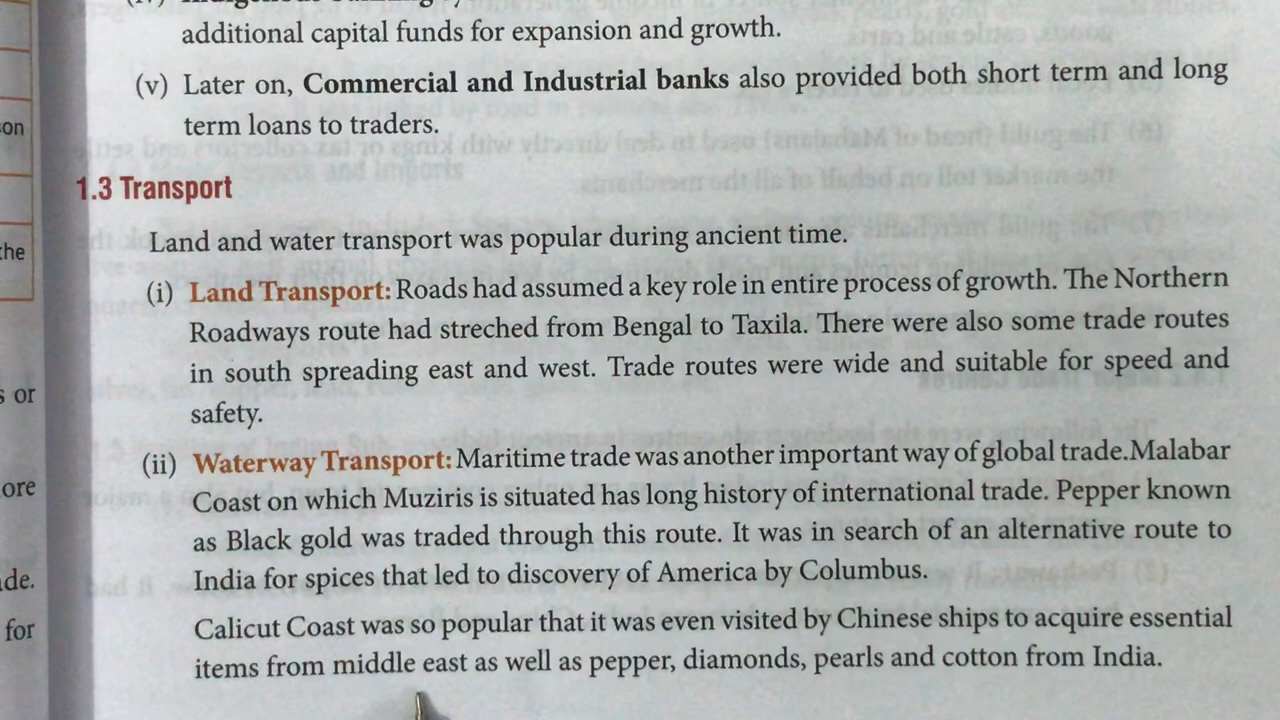 additional capital funds for expansion and growth.
(v) Later on, Commercial and Industrial banks also provided both short term and long
term loans to traders.
1.3 Transport
Land and water transport was popular during ancient time.
(i) Land Transport: Roads had assumed a key role in entire process of growth. The Northern
Roadways route had streched from Bengal to Taxila. There were also some trade routes
in south spreading east and west. Trade routes were wide and suitable for speed and
safety.
(ii) Waterway Transport: Maritime trade was another important way of global trade.Malabar
Coast on which Muziris is situated has long history of international trade. Pepper known
as Black gold was traded through this route. It was in search of an alternative route to
India for spices that led to discovery of America by Columbus.
Calicut Coast was so popular that it was even visited by Chinese ships to acquire essential
items from middle east as well as pepper, diamonds, pearls and cotton from India.
on
the
or
ore
de.
for